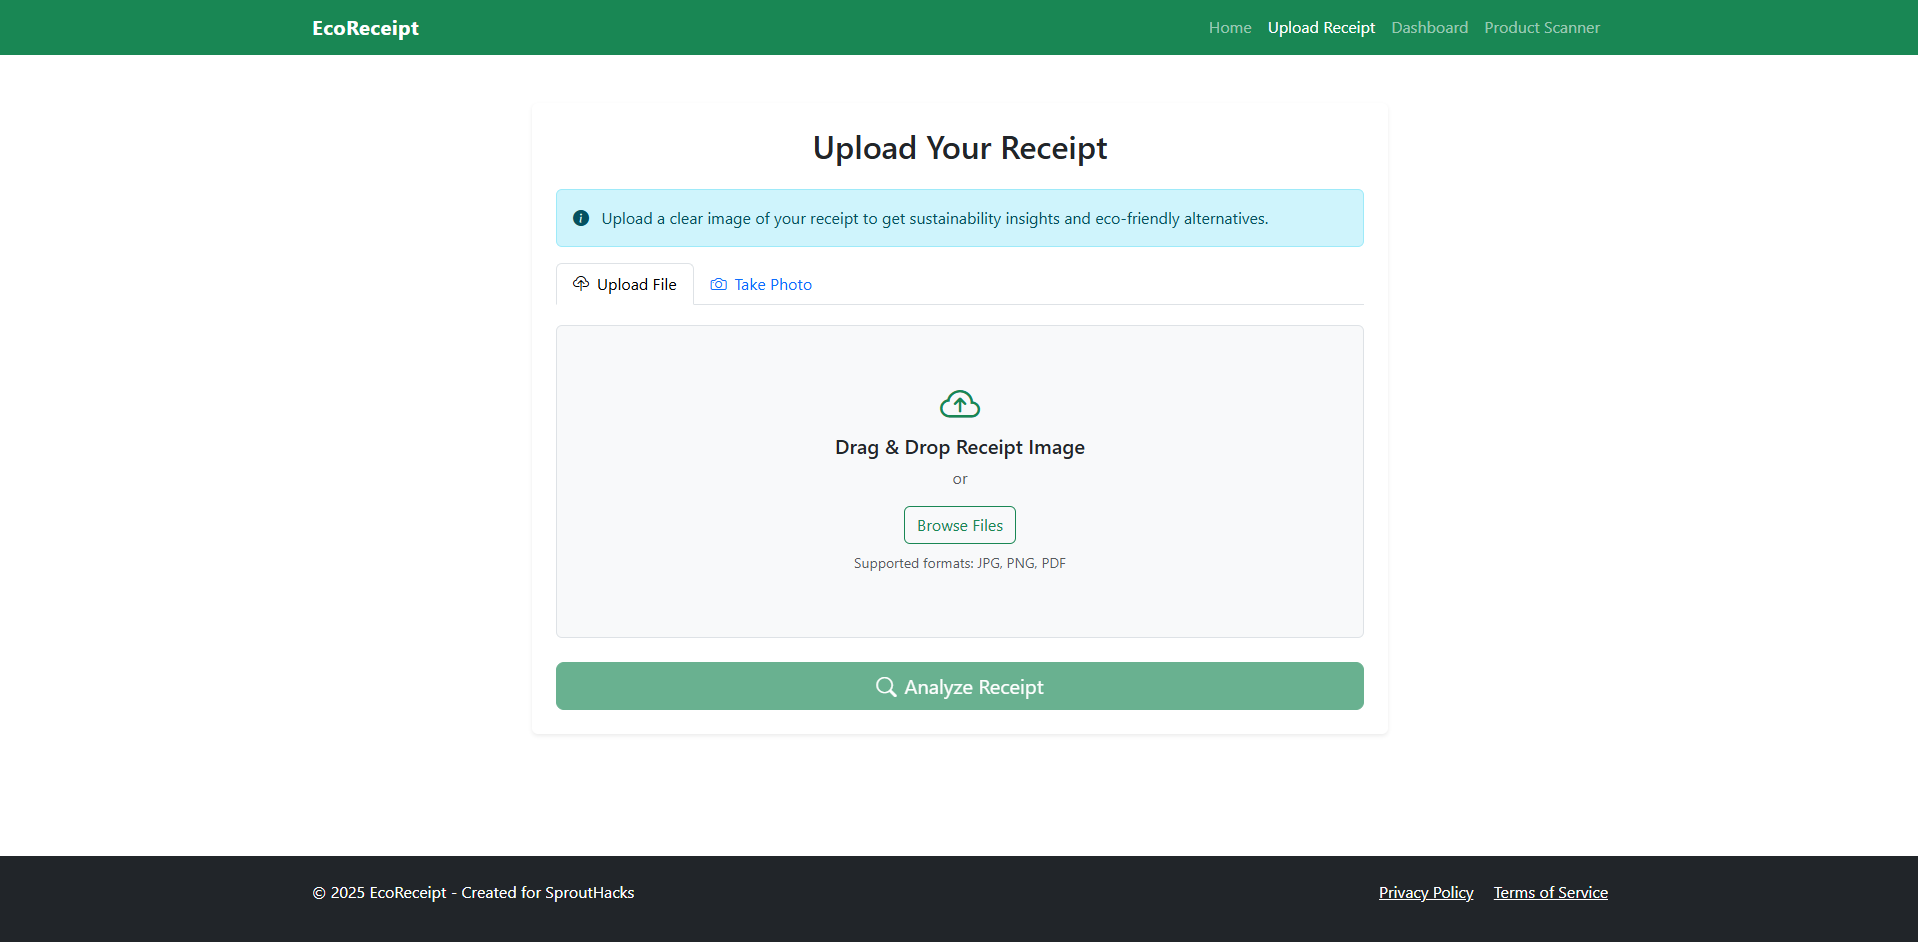 EcoReceipt
Home Upload Receipt Dashboard Product Scanner
Upload Your Receipt
Upload a clear image of your receipt to get sustainability insights and eco-friendly alternatives.
Upload File Take Photo
Drag & Drop Receipt Image
or
Browse Files
Supported formats: JPG, PNG, PDF
Analyze Receipt
© 2025 EcoReceipt - Created for SproutHacks
Privacy Policy Terms of Service